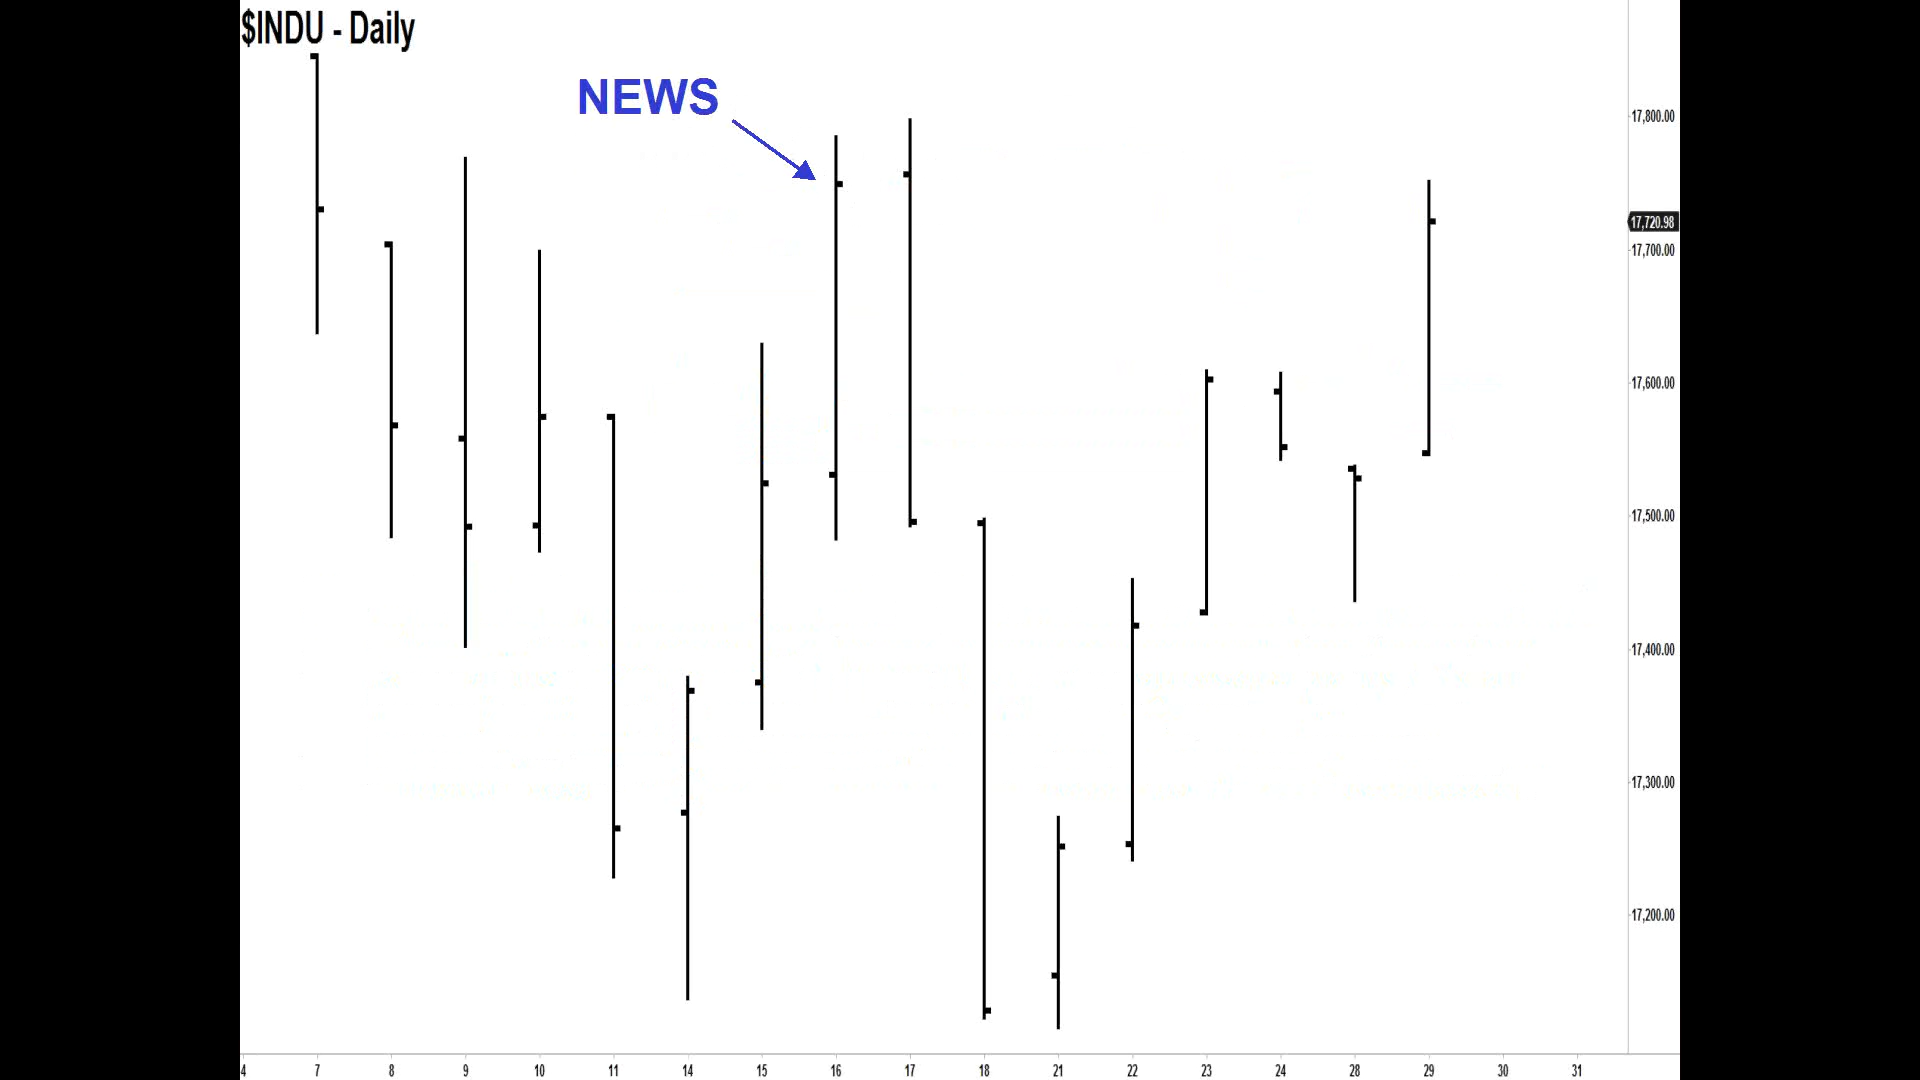 $INDU - Daily
NEWS
17,800.00
17,720.98
17,700.00
17,600.00
17,500.00
17,400.00
17,300.00
17,200.00
4 7 8 9 10 11 14 15 16 17 18 21 22 23 24 28 29 30 31